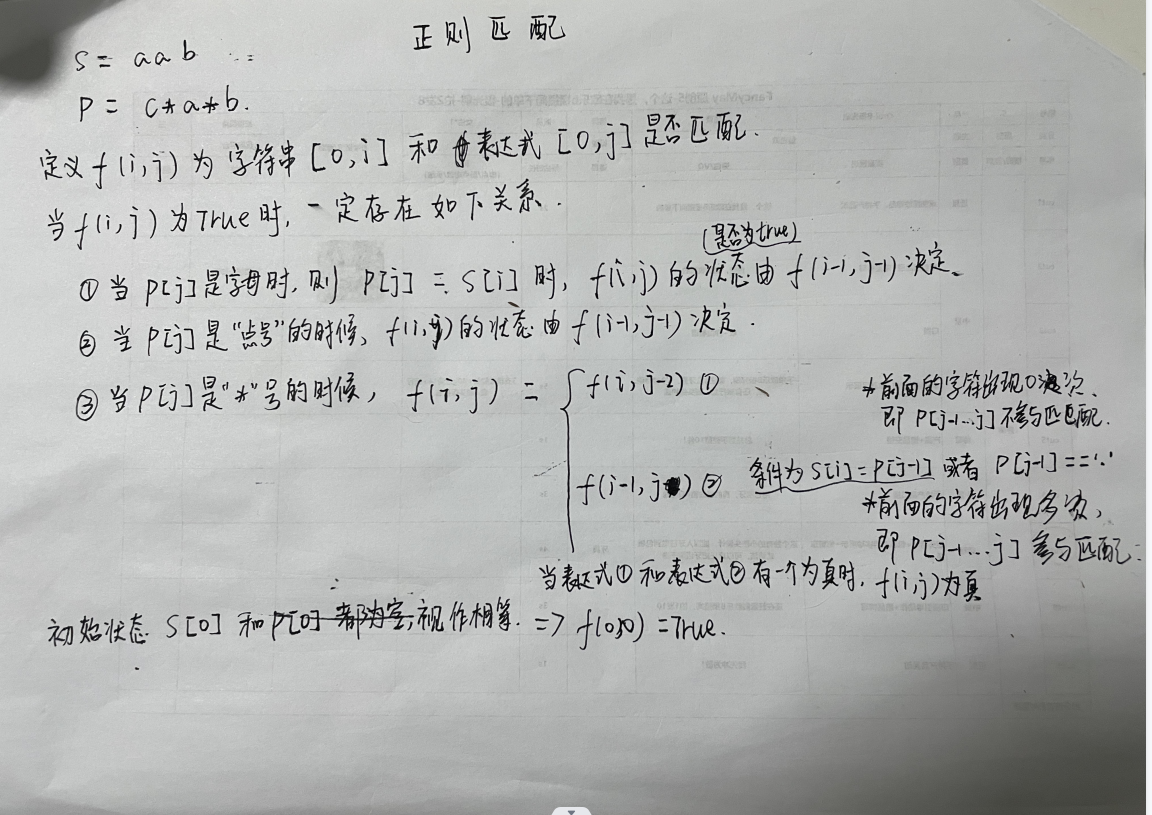 正则匹配
S = aab
P = c*a*b.
定义 f(i,j) 为字符串 [0,i] 和 表达式 [0,j] 是否匹配.
当 f(i,j) 为 True 时, 一定存在如下关系.
(是否为true)
① 当 P[j] 是字母时, 则 P[j] = S[i] 时, f(i,j) 的状态由 f(i-1,j-1) 决定.
② 当 P[j] 是“点号”的时候, f(i,j) 的状态由 f(i-1,j-1) 决定.
③ 当 P[j] 是“*”号的时候, f(i,j) = { f(i,j-2) ①
*前面的字符出现0次.
即 P[j-1...j] 不参与匹配.
f(i-1,j) ② 条件为 S[i]=P[j-1] 或者 P[j-1]=='.'
*前面的字符出现多次,
即 P[j-1...j] 参与匹配.
当表达式① 和表达式② 有一个为真时, f(i,j)为真
初始状态 S[0] 和 P[0] 都为空, 视作相等. => f(0,0)=True.